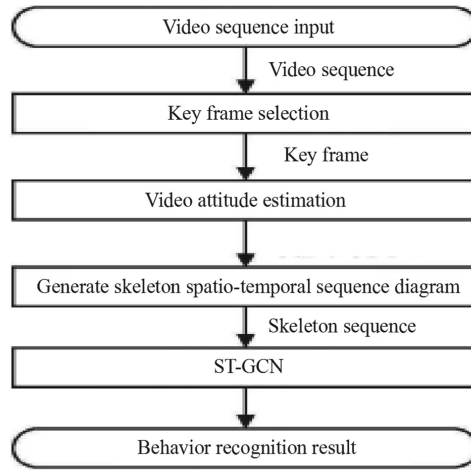 Video sequence input
Video sequence
Key frame selection
Key frame
Video attitude estimation
Generate skeleton spatio-temporal sequence diagram
Skeleton sequence
ST-GCN
Behavior recognition result